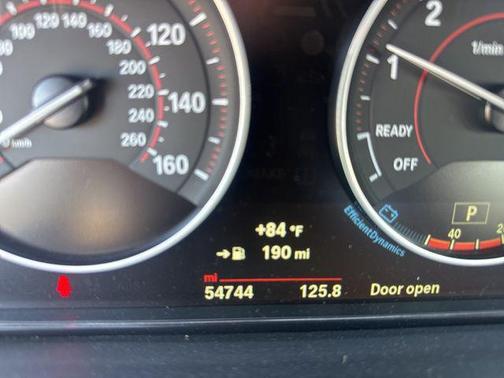 120
140
160
100 120 140
180
200
220
240
260
km/h
2
1
1/min
READY
OFF
P
EfficientDynamics
40
+84 °F
190 mi
mi
54744 125.8 Door open